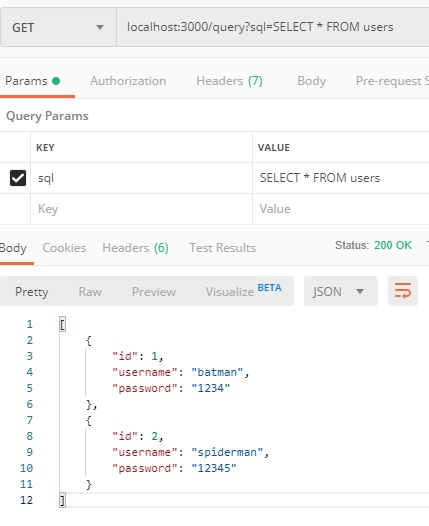 GET localhost:3000/query?sql=SELECT * FROM users
Params Authorization Headers (7) Body Pre-request S
Query Params
KEY VALUE
sql SELECT * FROM users
Key Value
Body Cookies Headers (6) Test Results Status: 200 OK
Pretty Raw Preview Visualize BETA JSON
1 [
2 {
3 "id": 1,
4 "username": "batman",
5 "password": "1234"
6 },
7 {
8 "id": 2,
9 "username": "spiderman",
10 "password": "12345"
11 }
12 ]